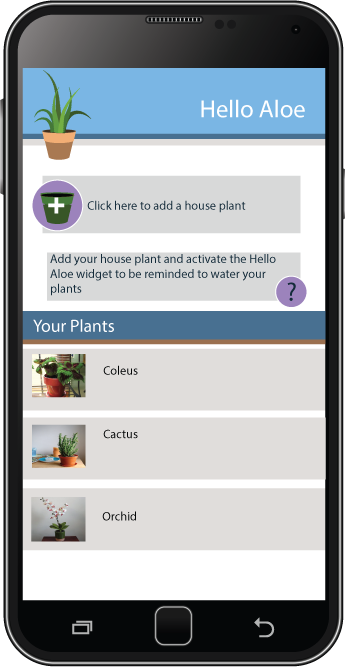 Hello Aloe
Click here to add a house plant
Add your house plant and activate the Hello
Aloe widget to be reminded to water your
plants
?
Your Plants
Coleus
Cactus
Orchid